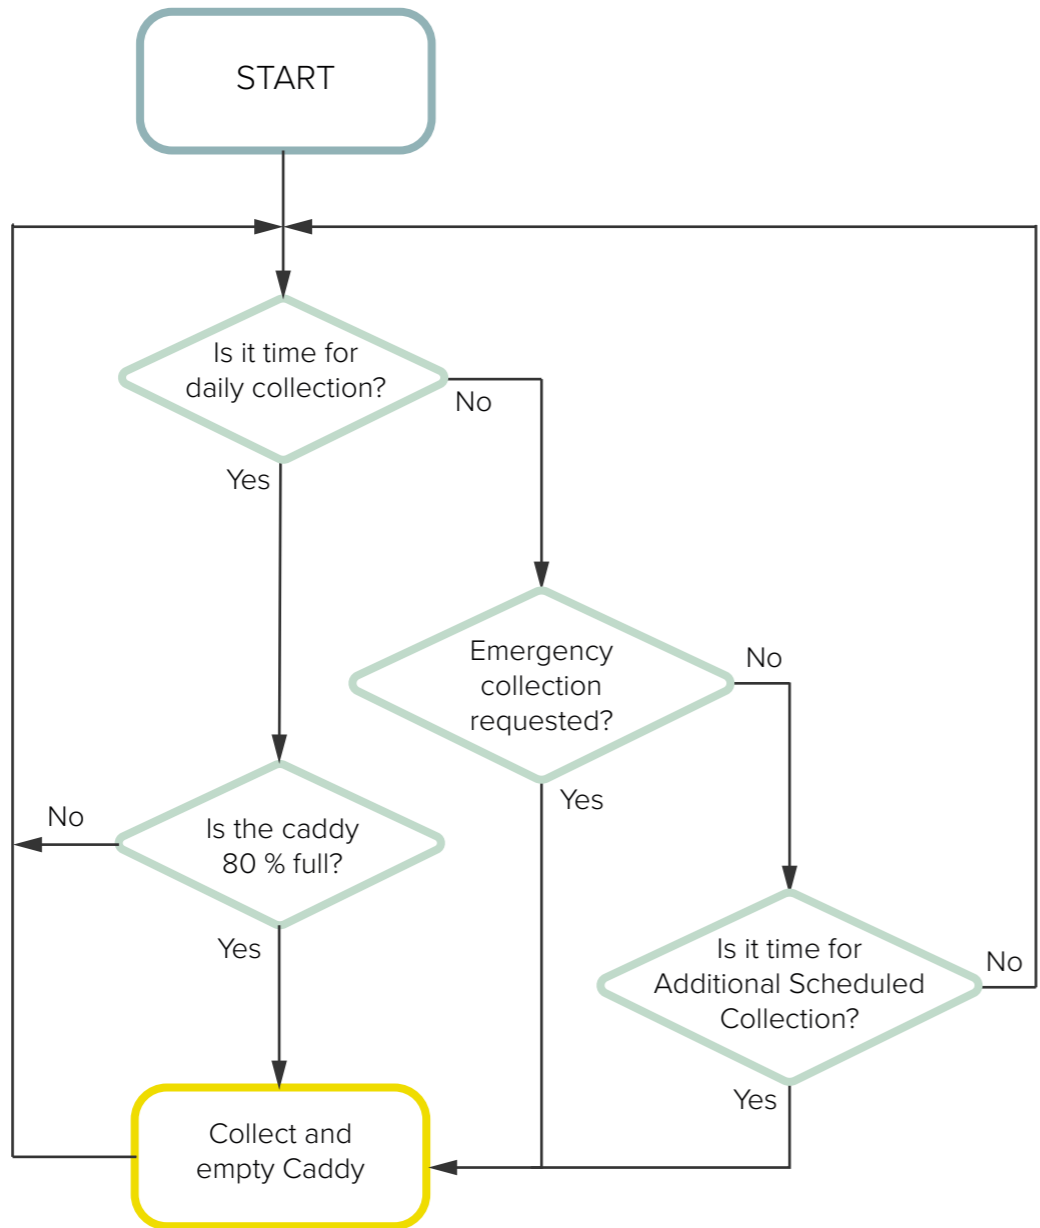 START
Is it time for
daily collection?
No
Yes
Emergency
collection
requested?
No
Yes
Is the caddy
80 % full?
No
Yes
Is it time for
Additional Scheduled
Collection?
No
Yes
Collect and
empty Caddy